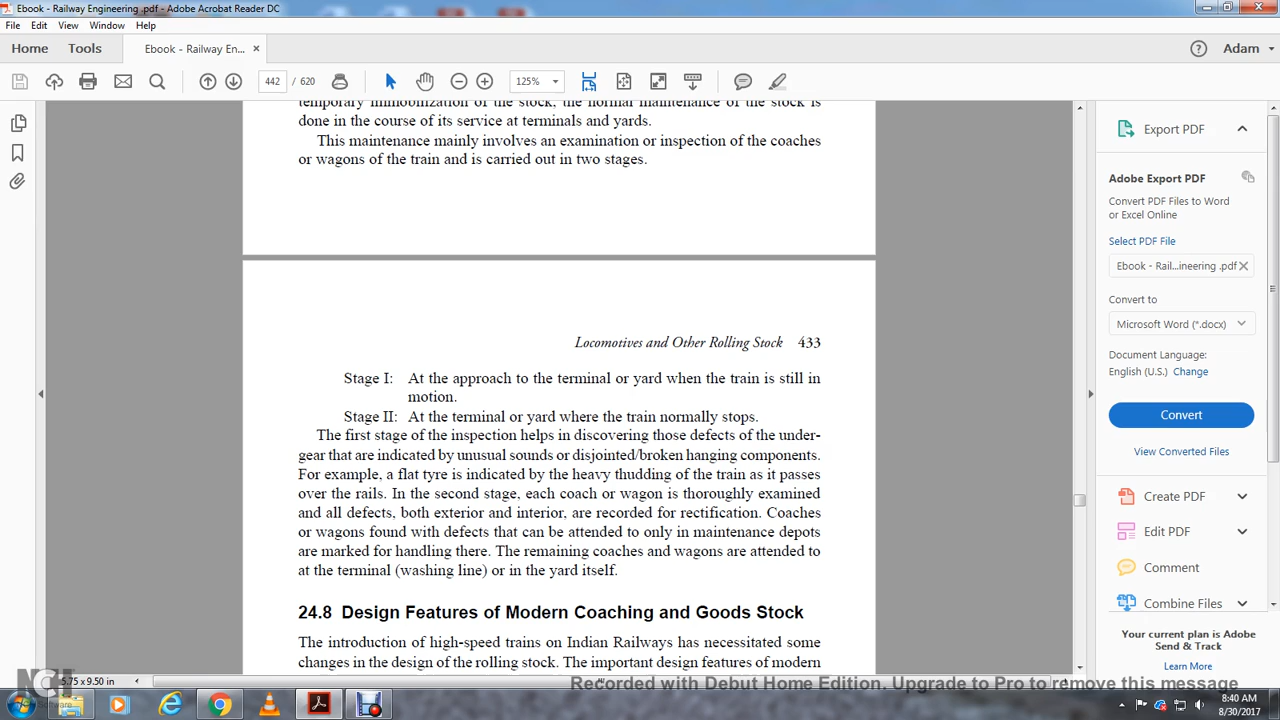 Ebook - Railway Engineering .pdf - Adobe Acrobat Reader DC
File Edit View Window Help
Home Tools Ebook - Railway En... × Adam
442 / 620 125%
temporary immobilization of the stock, the normal maintenance of the stock is
done in the course of its service at terminals and yards.
This maintenance mainly involves an examination or inspection of the coaches
or wagons of the train and is carried out in two stages.
Locomotives and Other Rolling Stock 433
Stage I: At the approach to the terminal or yard when the train is still in
motion.
Stage II: At the terminal or yard where the train normally stops.
The first stage of the inspection helps in discovering those defects of the under-
gear that are indicated by unusual sounds or disjointed/broken hanging components.
For example, a flat tyre is indicated by the heavy thudding of the train as it passes
over the rails. In the second stage, each coach or wagon is thoroughly examined
and all defects, both exterior and interior, are recorded for rectification. Coaches
or wagons found with defects that can be attended to only in maintenance depots
are marked for handling there. The remaining coaches and wagons are attended to
at the terminal (washing line) or in the yard itself.
24.8 Design Features of Modern Coaching and Goods Stock
The introduction of high-speed trains on Indian Railways has necessitated some
changes in the design of the rolling stock. The important design features of modern
Export PDF
Adobe Export PDF
Convert PDF Files to Word
or Excel Online
Select PDF File
Ebook - Rail...ineering .pdf ×
Convert to
Microsoft Word (*.docx)
Document Language:
English (U.S.) Change
Convert
View Converted Files
Create PDF
Edit PDF
Comment
Combine Files
Your current plan is Adobe
Send & Track
Learn More
5.75 x 9.50 in
Recorded with Debut Home Edition. Upgrade to Pro to remove this message
NCH
Software
8:40 AM
8/30/2017